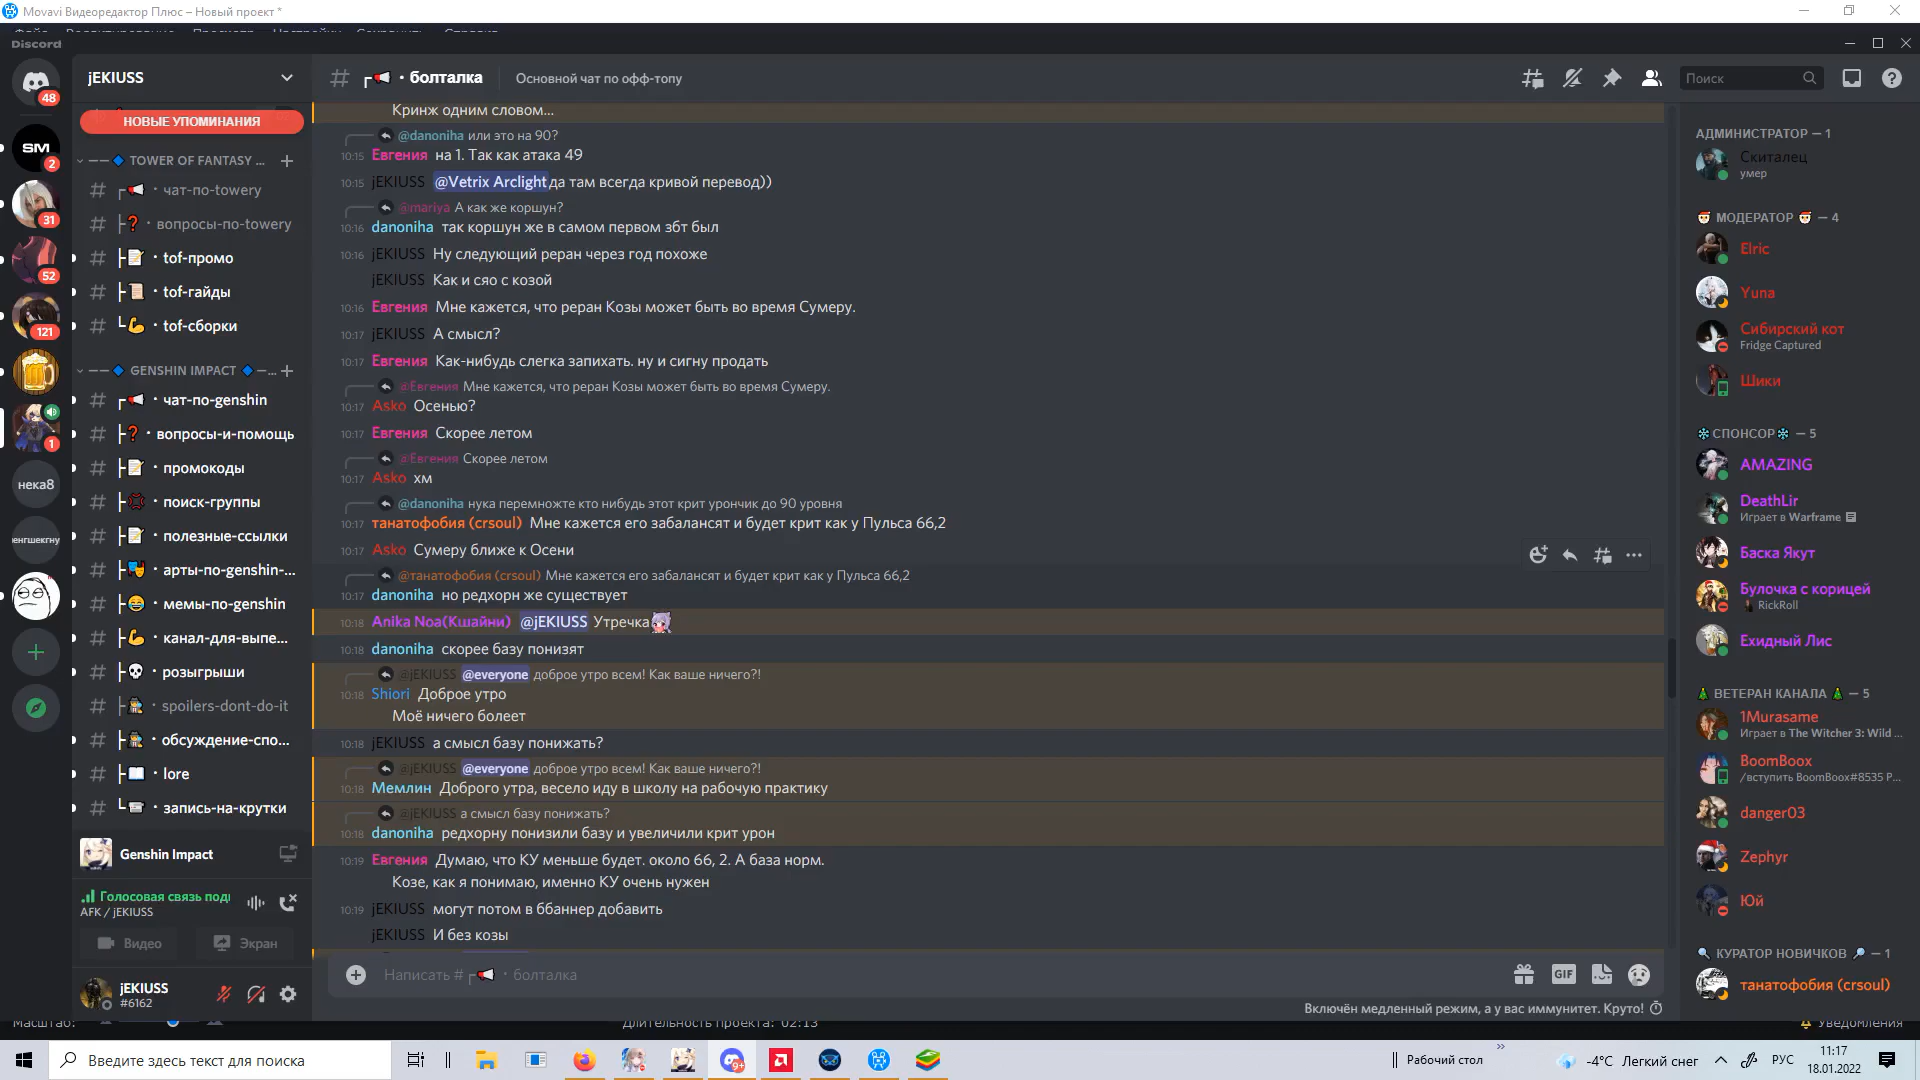 Movavi Видеоредактор Плюс – Новый проект *
Discord
jEKIUSS
• болталка
Основной чат по офф-топу
Поиск
48
2
31
52
121
1
SM
нека8
НОВЫЕ УПОМИНАНИЯ
TOWER OF FANTASY ...
чат-по-towery
вопросы-по-towery
tof-промо
tof-гайды
tof-сборки
GENSHIN IMPACT —...
чат-по-genshin
вопросы-и-помощь
промокоды
поиск-группы
полезные-ссылки
арты-по-genshin-...
мемы-по-genshin
канал-для-выпе...
розыгрыши
spoilers-dont-do-it
обсуждение-спо...
lore
запись-на-крутки
Genshin Impact
Голосовая связь под
AFK / jEKIUSS
Видео
Экран
jEKIUSS
#6162
Кринж одним словом...
@danoniha или это на 90?
10:15 Евгения на 1. Так как атака 49
10:15 jEKIUSS @Vetrix Arclight да там всегда кривой перевод))
@mariya А как же коршун?
10:16 danoniha так коршун же в самом первом збт был
10:16 jEKIUSS Ну следующий реран через год похоже
jEKIUSS Как и сяо с козой
10:16 Евгения Мне кажется, что реран Козы может быть во время Сумеру.
10:17 jEKIUSS А смысл?
10:17 Евгения Как-нибудь слегка запихать. ну и сигну продать
@Евгения Мне кажется, что реран Козы может быть во время Сумеру.
10:17 Asko Осенью?
10:17 Евгения Скорее летом
@Евгения Скорее летом
10:17 Asko хм
@danoniha нука перемножте кто нибудь этот крит урончик до 90 уровня
10:17 танатофобия (crsoul) Мне кажется его забалансят и будет крит как у Пульса 66,2
10:17 Asko Сумеру ближе к Осени
@танатофобия (crsoul) Мне кажется его забалансят и будет крит как у Пульса 66,2
10:17 danoniha но редхорн же существует
10:18 Anika Noa(Кшайни) @jEKIUSS Утречка
10:18 danoniha скорее базу понизят
@jEKIUSS @everyone доброе утро всем! Как ваше ничего?!
10:18 Shiori Доброе утро
Моё ничего болеет
10:18 jEKIUSS а смысл базу понижать?
@jEKIUSS @everyone доброе утро всем! Как ваше ничего?!
10:18 Мемлин Доброго утра, весело иду в школу на рабочую практику
@jEKIUSS а смысл базу понижать?
10:18 danoniha редхорну понизили базу и увеличили крит урон
10:19 Евгения Думаю, что КУ меньше будет. около 66, 2. А база норм.
Козе, как я понимаю, именно КУ очень нужен
10:19 jEKIUSS могут потом в ббаннер добавить
jEKIUSS И без козы
Написать # • болталка
GIF
Включён медленный режим, а у вас иммунитет. Круто!
АДМИНИСТРАТОР — 1
Скиталец
умер
МОДЕРАТОР — 4
Elric
Yuna
Сибирский кот
Fridge Captured
Шики
СПОНСОР — 5
AMAZING
DeathLir
Играет в Warframe
Баска Якут
Булочка с корицей
RickRoll
Ехидный Лис
ВЕТЕРАН КАНАЛА — 5
1Murasame
Играет в The Witcher 3: Wild ...
BoomBoox
/вступить BoomBoox#8535 P...
danger03
Zephyr
Юй
КУРАТОР НОВИЧКОВ — 1
танатофобия (crsoul)
Масштаб:
Длительность проекта: 02:13
Уведомления
Введите здесь текст для поиска
9+
Рабочий стол
-4°C Легкий снег
РУС
11:17
18.01.2022